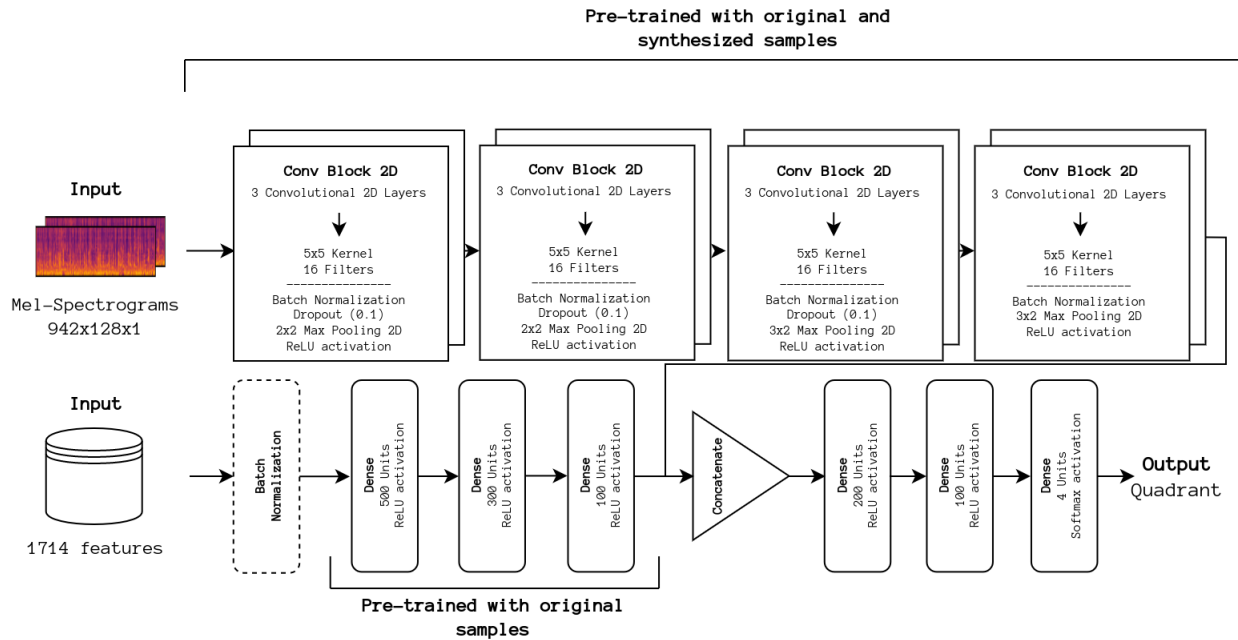 Pre-trained with original and
synthesized samples
Input
Mel-Spectrograms
942x128x1
Conv Block 2D
3 Convolutional 2D Layers
5x5 Kernel
16 Filters
---------------
Batch Normalization
Dropout (0.1)
2x2 Max Pooling 2D
ReLU activation
Conv Block 2D
3 Convolutional 2D Layers
5x5 Kernel
16 Filters
---------------
Batch Normalization
Dropout (0.1)
2x2 Max Pooling 2D
ReLU activation
Conv Block 2D
3 Convolutional 2D Layers
5x5 Kernel
16 Filters
---------------
Batch Normalization
Dropout (0.1)
3x2 Max Pooling 2D
ReLU activation
Conv Block 2D
3 Convolutional 2D Layers
5x5 Kernel
16 Filters
---------------
Batch Normalization
3x2 Max Pooling 2D
ReLU activation
Input
1714 features
Batch
Normalization
Dense
500 Units
ReLU activation
Dense
300 Units
ReLU activation
Dense
100 Units
ReLU activation
Concatenate
Dense
200 Units
ReLU activation
Dense
100 Units
ReLU activation
Dense
4 Units
Softmax activation
Output
Quadrant
Pre-trained with original
samples